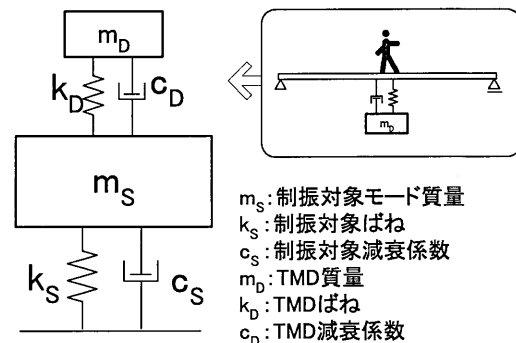 m_D
k_D
c_D
m_S
k_S
c_S
m_D
m_S:制振対象モード質量
k_S:制振対象ばね
c_S:制振対象減衰係数
m_D:TMD質量
k_D:TMDばね
c_D:TMD減衰係数